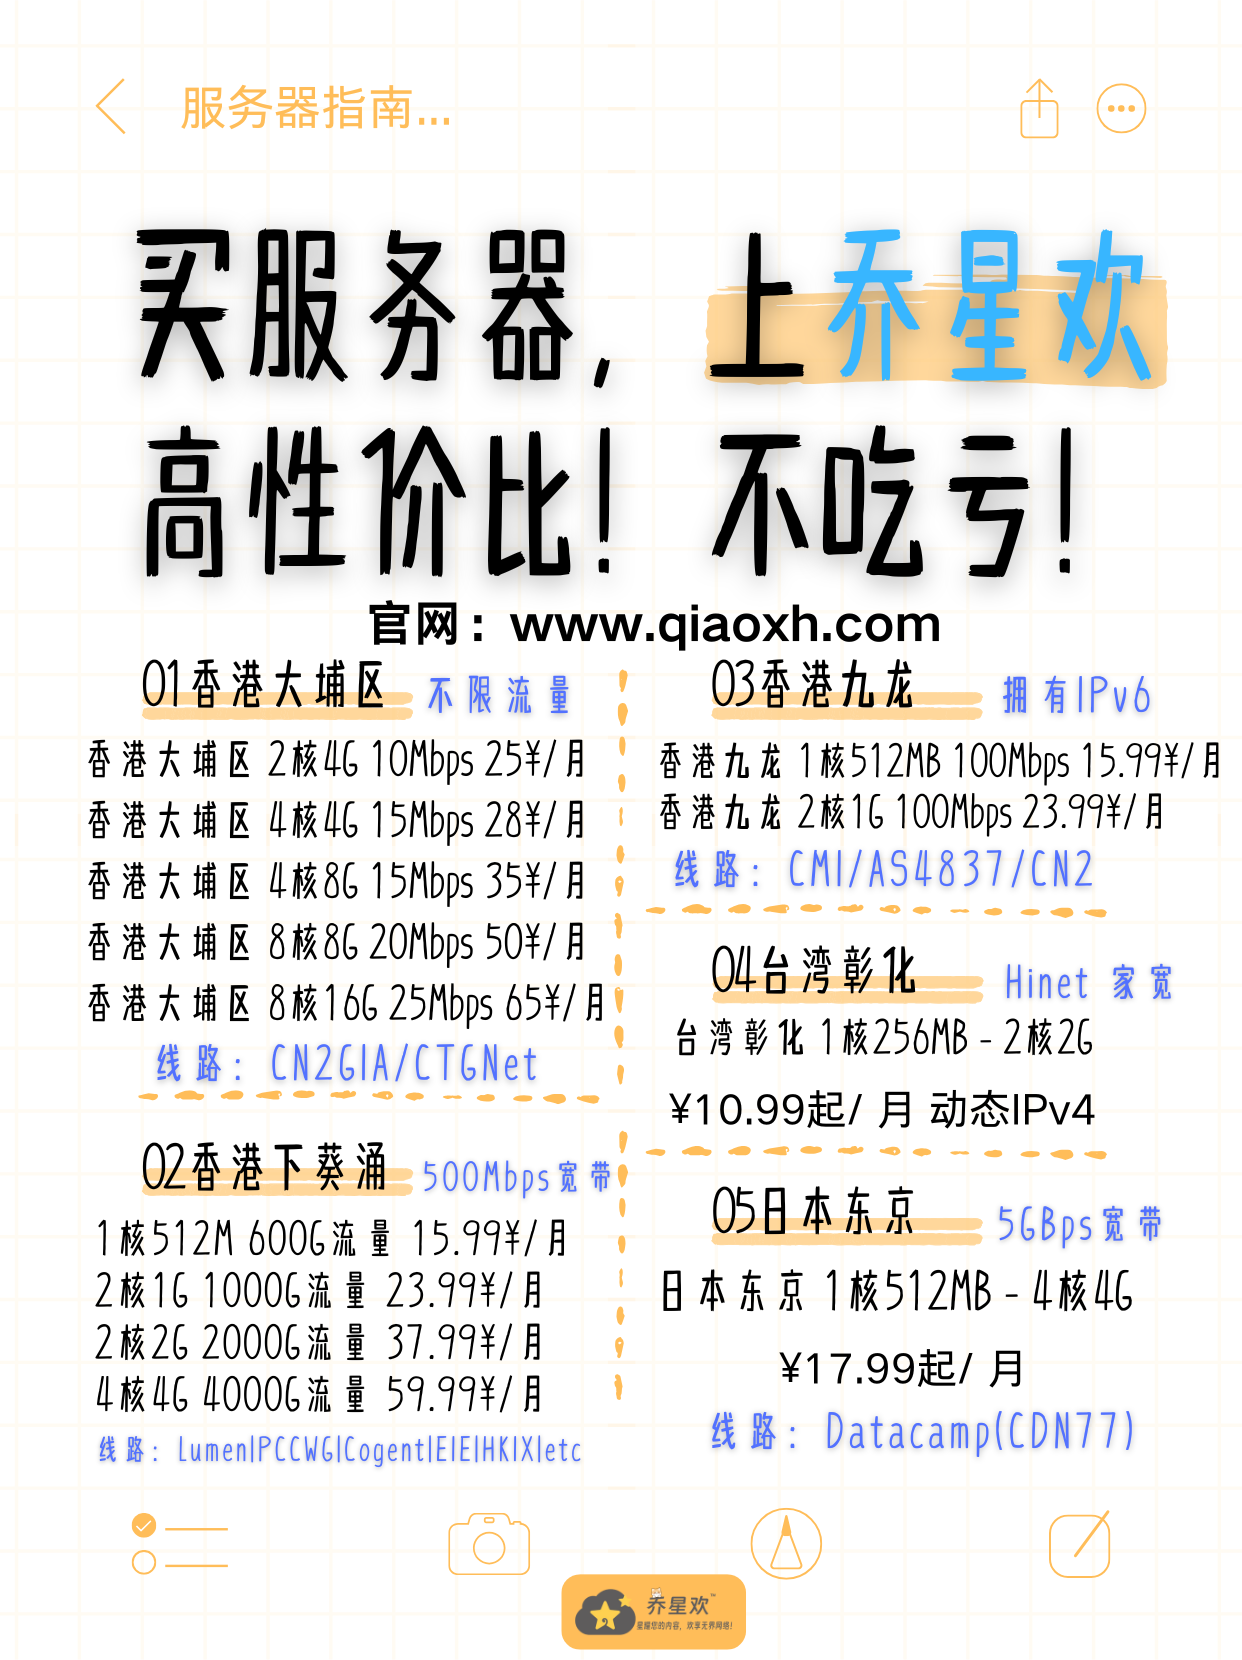 服务器指南...
买服务器，上乔星欢
高性价比！不吃亏！
官网：www.qiaoxh.com
01香港大埔区 不限流量
香港大埔区 2核4G 10Mbps 25¥/月
香港大埔区 4核4G 15Mbps 28¥/月
香港大埔区 4核8G 15Mbps 35¥/月
香港大埔区 8核8G 20Mbps 50¥/月
香港大埔区 8核16G 25Mbps 65¥/月
线路：CN2GIA/CTGNet
02香港下葵涌 500Mbps宽带
1核512M 600G流量 15.99¥/月
2核1G 1000G流量 23.99¥/月
2核2G 2000G流量 37.99¥/月
4核4G 4000G流量 59.99¥/月
线路：Lumen|PCCWG|Cogent|EIE|HKIX|etc
03香港九龙 拥有IPv6
香港九龙 1核512MB 100Mbps 15.99¥/月
香港九龙 2核1G 100Mbps 23.99¥/月
线路：CMI/AS4837/CN2
04台湾彰化 Hinet 家宽
台湾彰化 1核256MB - 2核2G
¥10.99起/ 月 动态IPv4
05日本东京 5GBps宽带
日本东京 1核512MB - 4核4G
¥17.99起/ 月
线路：Datacamp(CDN77)
乔星欢™
星耀您的内容，欢享无界网络！